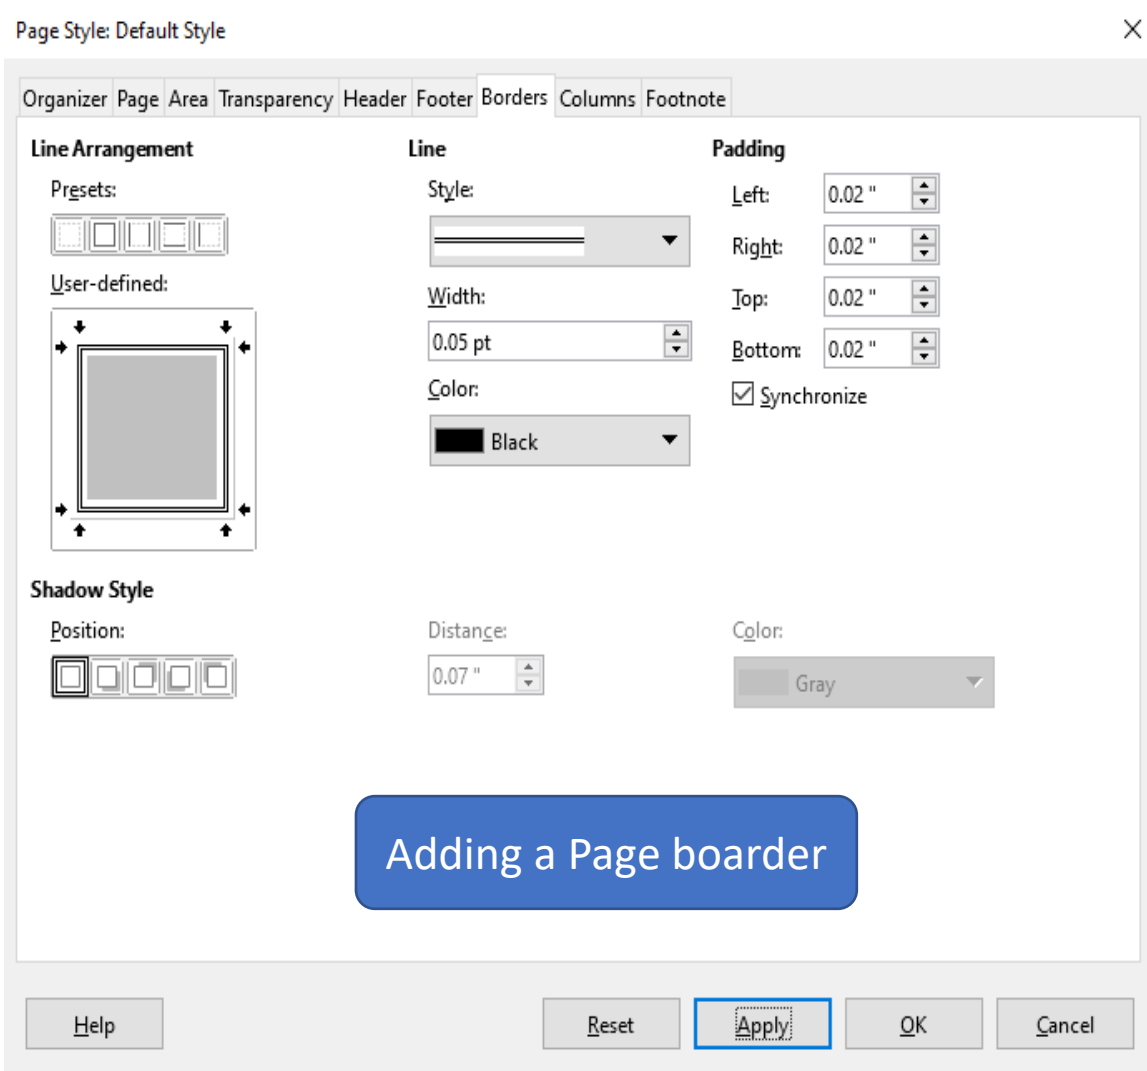 Page Style: Default Style
Organizer Page Area Transparency Header Footer Borders Columns Footnote
Line Arrangement
Presets:
User-defined:
Line
Style:
Width:
0.05 pt
Color:
Black
Padding
Left: 0.02 "
Right: 0.02 "
Top: 0.02 "
Bottom: 0.02 "
Synchronize
Shadow Style
Position:
Distance:
0.07 "
Color:
Gray
Adding a Page boarder
Help Reset Apply OK Cancel